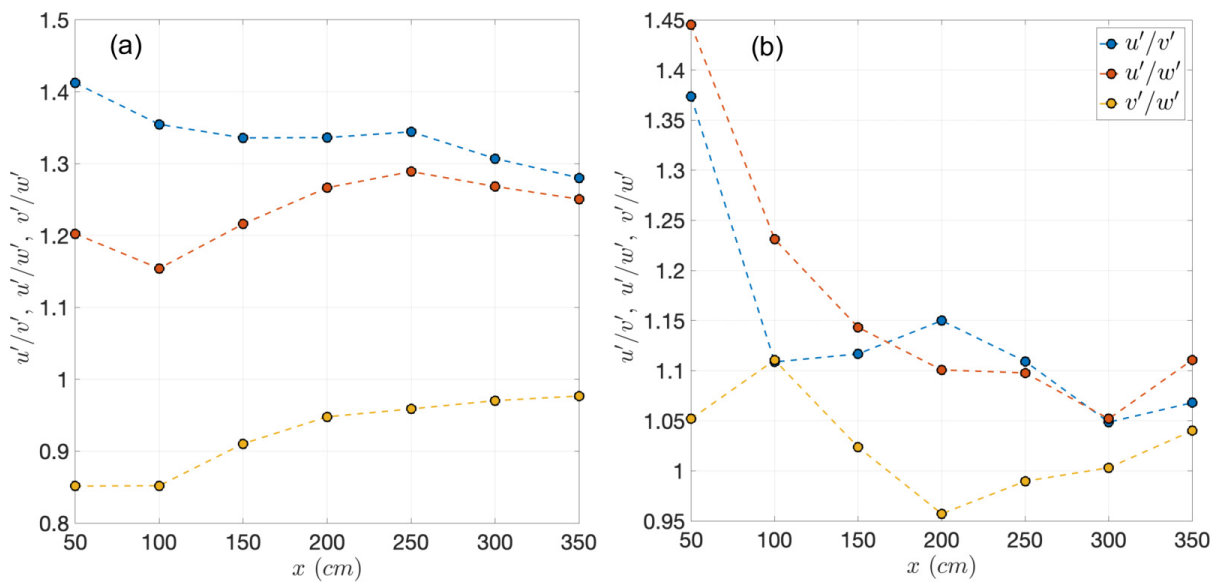 (a)
1.5
1.4
1.3
1.2
1.1
1
0.9
0.8
u′/v′, u′/w′, v′/w′
50 100 150 200 250 300 350
x (cm)
(b)
u′/v′
u′/w′
v′/w′
1.45
1.4
1.35
1.3
1.25
1.2
1.15
1.1
1.05
1
0.95
u′/v′, u′/w′, v′/w′
50 100 150 200 250 300 350
x (cm)